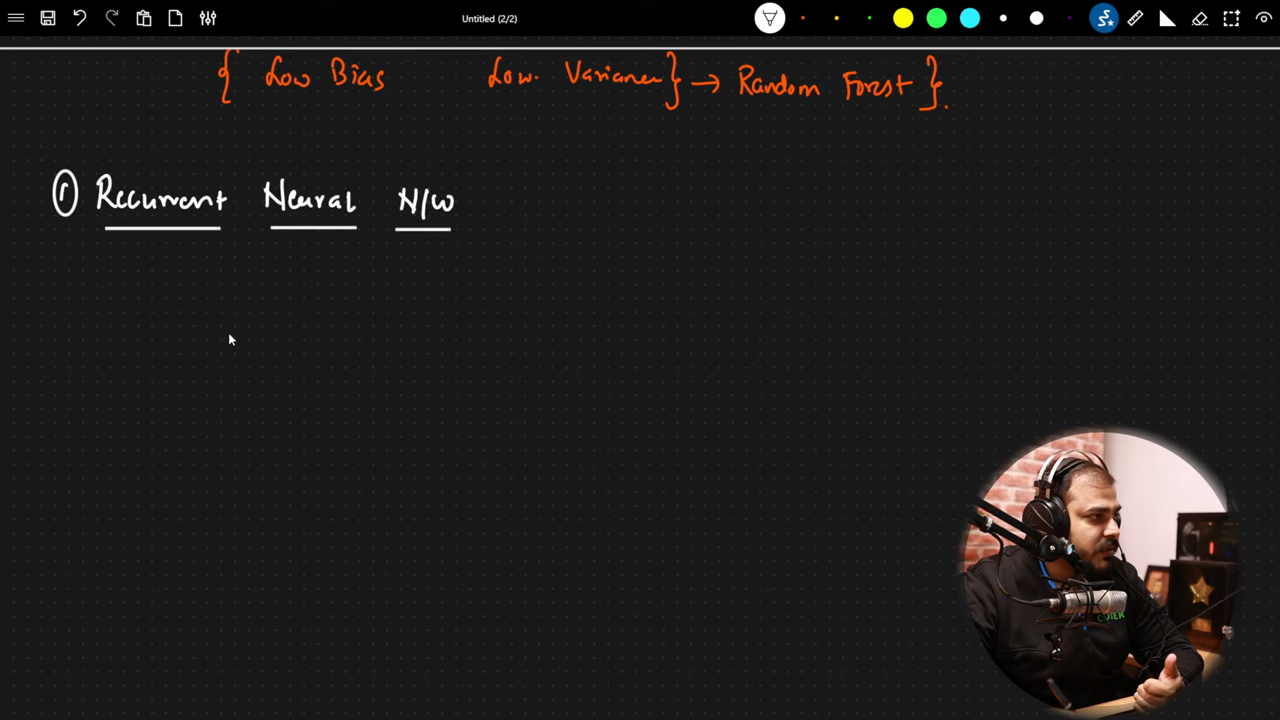 Untitled (2/2)
{ Low Bias Low. Variance } → Random Forest }.
① Recurrent Neural N/W